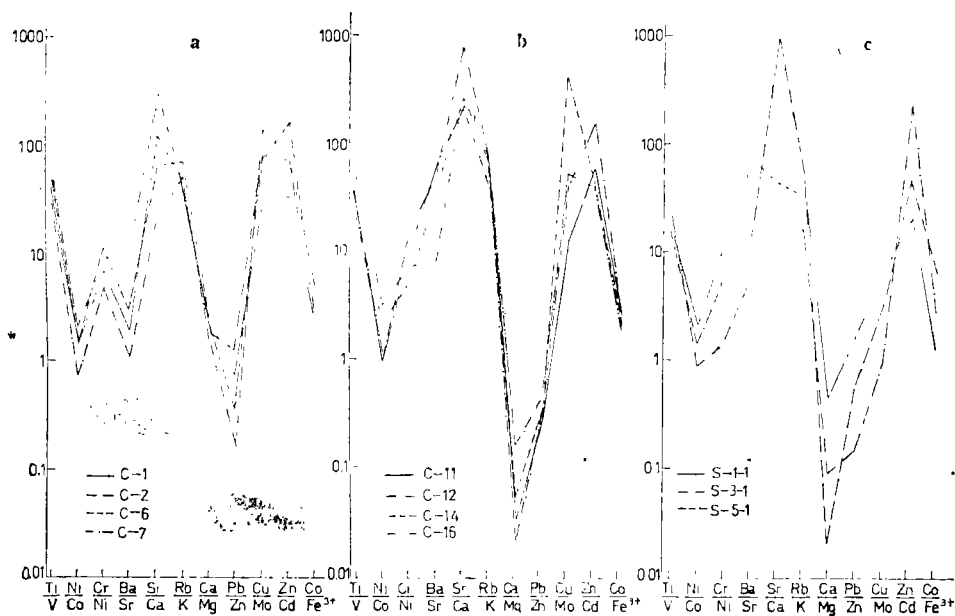 a
1000
100
10
*
1
0.1
0.01
C-1
C-2
C-6
C-7
Ti Ni Cr Ba Sr Rb Ca Pb Cu Zn Co
V Co Ni Sr Ca K Mg Zn Mo Cd Fe3+
b
1000
100
10
1
0.1
0.01
C-11
C-12
C-14
C-16
Ti Ni Cr Ba Sr Rb Ca Pb Cu Zn Co
V Co Ni Sr Ca K Mg Zn Mo Cd Fe3+
c
1000
100
10
1
0.1
0.01
S-1-1
S-3-1
S-5-1
Ti Ni Cr Ba Sr Rb Ca Pb Cu Zn Co
V Co Ni Sr Ca K Mg Zn Mo Cd Fe3+